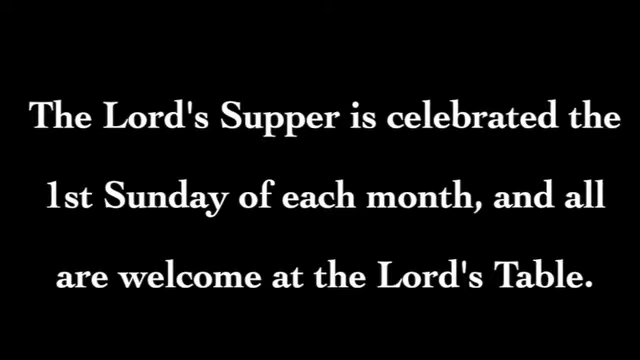 The Lord's Supper is celebrated the
1st Sunday of each month, and all
are welcome at the Lord's Table.